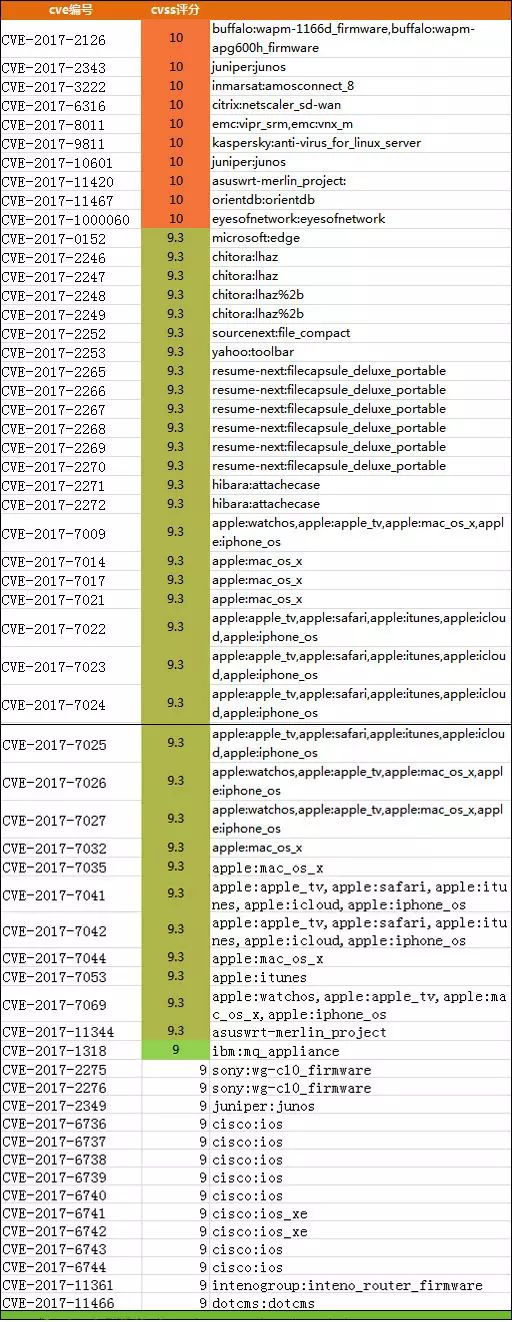 cve编号 cvss评分
CVE-2017-2126 10 buffalo:wapm-1166d_firmware,buffalo:wapm-
apg600h_firmware
CVE-2017-2343 10 juniper:junos
CVE-2017-3222 10 inmarsat:amosconnect_8
CVE-2017-6316 10 citrix:netscaler_sd-wan
CVE-2017-8011 10 emc:vipr_srm,emc:vnx_m
CVE-2017-9811 10 kaspersky:anti-virus_for_linux_server
CVE-2017-10601 10 juniper:junos
CVE-2017-11420 10 asuswrt-merlin_project:
CVE-2017-11467 10 orientdb:orientdb
CVE-2017-1000060 10 eyesofnetwork:eyesofnetwork
CVE-2017-0152 9.3 microsoft:edge
CVE-2017-2246 9.3 chitora:lhaz
CVE-2017-2247 9.3 chitora:lhaz
CVE-2017-2248 9.3 chitora:lhaz%2b
CVE-2017-2249 9.3 chitora:lhaz%2b
CVE-2017-2252 9.3 sourcenext:file_compact
CVE-2017-2253 9.3 yahoo:toolbar
CVE-2017-2265 9.3 resume-next:filecapsule_deluxe_portable
CVE-2017-2266 9.3 resume-next:filecapsule_deluxe_portable
CVE-2017-2267 9.3 resume-next:filecapsule_deluxe_portable
CVE-2017-2268 9.3 resume-next:filecapsule_deluxe_portable
CVE-2017-2269 9.3 resume-next:filecapsule_deluxe_portable
CVE-2017-2270 9.3 resume-next:filecapsule_deluxe_portable
CVE-2017-2271 9.3 hibara:attachecase
CVE-2017-2272 9.3 hibara:attachecase
CVE-2017-7009 9.3 apple:watchos,apple:apple_tv,apple:mac_os_x,app
le:iphone_os
CVE-2017-7014 9.3 apple:mac_os_x
CVE-2017-7017 9.3 apple:mac_os_x
CVE-2017-7021 9.3 apple:mac_os_x
CVE-2017-7022 9.3 apple:apple_tv,apple:safari,apple:itunes,apple:iclou
d,apple:iphone_os
CVE-2017-7023 9.3 apple:apple_tv,apple:safari,apple:itunes,apple:iclou
d,apple:iphone_os
CVE-2017-7024 9.3 apple:apple_tv,apple:safari,apple:itunes,apple:iclou
d,apple:iphone_os
CVE-2017-7025 9.3 apple:apple_tv,apple:safari,apple:itunes,apple:iclou
d,apple:iphone_os
CVE-2017-7026 9.3 apple:watchos,apple:apple_tv,apple:mac_os_x,app
le:iphone_os
CVE-2017-7027 9.3 apple:watchos,apple:apple_tv,apple:mac_os_x,app
le:iphone_os
CVE-2017-7032 9.3 apple:mac_os_x
CVE-2017-7035 9.3 apple:mac_os_x
CVE-2017-7041 9.3 apple:apple_tv,apple:safari,apple:itu
nes,apple:icloud,apple:iphone_os
CVE-2017-7042 9.3 apple:apple_tv,apple:safari,apple:itu
nes,apple:icloud,apple:iphone_os
CVE-2017-7044 9.3 apple:mac_os_x
CVE-2017-7053 9.3 apple:itunes
CVE-2017-7069 9.3 apple:watchos,apple:apple_tv,apple:ma
c_os_x,apple:iphone_os
CVE-2017-11344 9.3 asuswrt-merlin_project
CVE-2017-1318 9 ibm:mq_appliance
CVE-2017-2275 9 sony:wg-c10_firmware
CVE-2017-2276 9 sony:wg-c10_firmware
CVE-2017-2349 9 juniper:junos
CVE-2017-6736 9 cisco:ios
CVE-2017-6737 9 cisco:ios
CVE-2017-6738 9 cisco:ios
CVE-2017-6739 9 cisco:ios
CVE-2017-6740 9 cisco:ios
CVE-2017-6741 9 cisco:ios_xe
CVE-2017-6742 9 cisco:ios_xe
CVE-2017-6743 9 cisco:ios
CVE-2017-6744 9 cisco:ios
CVE-2017-11361 9 intenogroup:inteno_router_firmware
CVE-2017-11466 9 dotcms:dotcms